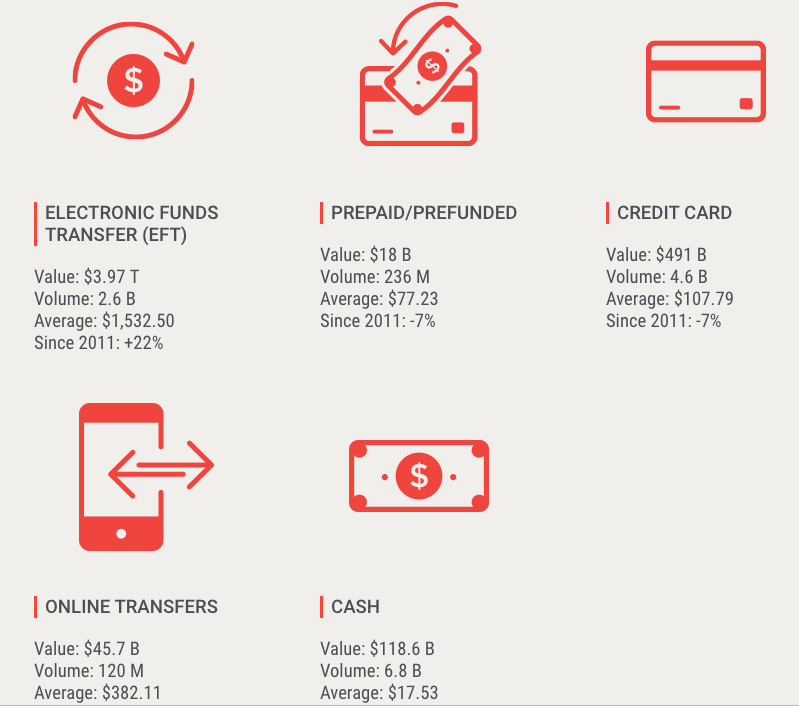 $
$
ELECTRONIC FUNDS
TRANSFER (EFT)
Value: $3.97 T
Volume: 2.6 B
Average: $1,532.50
Since 2011: +22%
PREPAID/PREFUNDED
Value: $18 B
Volume: 236 M
Average: $77.23
Since 2011: -7%
CREDIT CARD
Value: $491 B
Volume: 4.6 B
Average: $107.79
Since 2011: -7%
$
ONLINE TRANSFERS
Value: $45.7 B
Volume: 120 M
Average: $382.11
CASH
Value: $118.6 B
Volume: 6.8 B
Average: $17.53